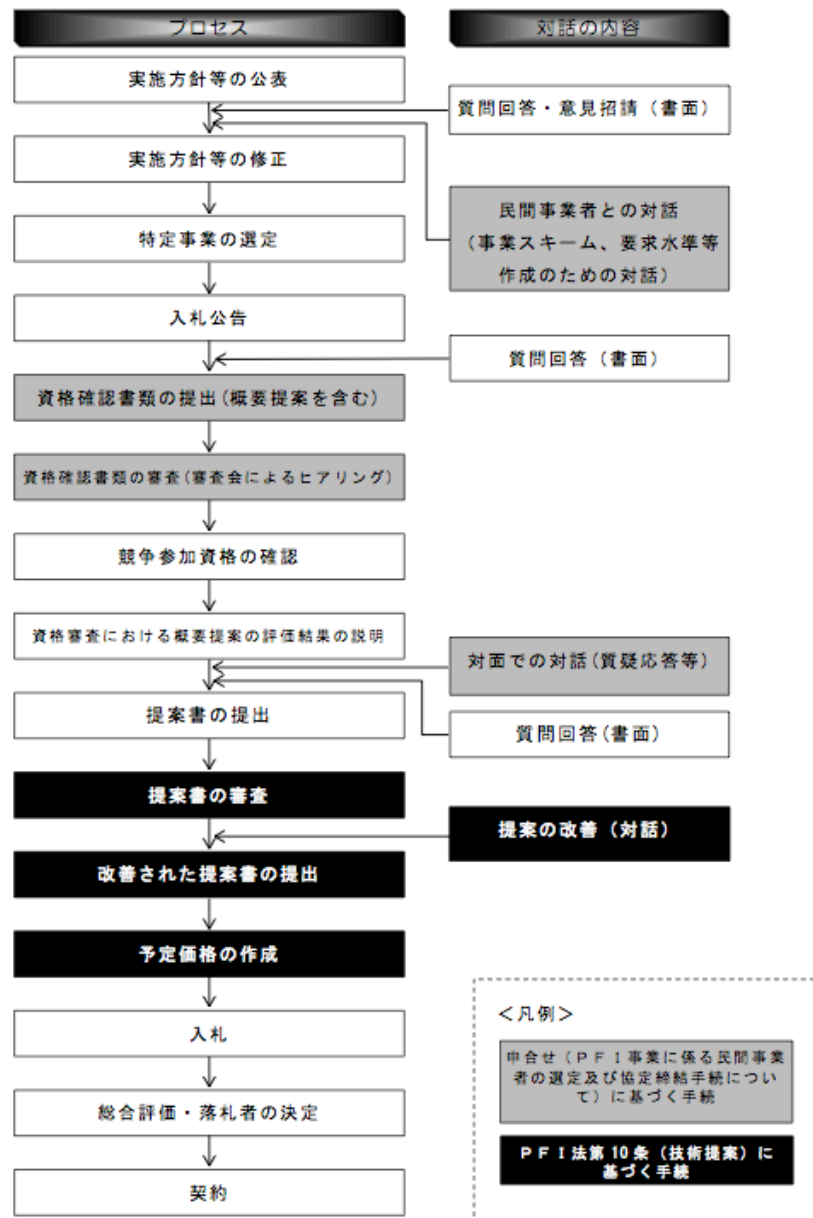 プロセス
対話の内容
実施方針等の公表
質問回答・意見招請（書面）
実施方針等の修正
民間事業者との対話
（事業スキーム、要求水準等
作成のための対話）
特定事業の選定
入札公告
質問回答（書面）
資格確認書類の提出(概要提案を含む)
資格確認書類の審査(審査会によるヒアリング)
競争参加資格の確認
資格審査における概要提案の評価結果の説明
対面での対話(質疑応答等)
提案書の提出
質問回答(書面)
提案書の審査
提案の改善（対話）
改善された提案書の提出
予定価格の作成
入札
総合評価・落札者の決定
契約
＜凡例＞
申合せ（ＰＦＩ事業に係る民間事業
者の選定及び協定締結手続につい
て）に基づく手続
ＰＦＩ法第10条（技術提案）に
基づく手続